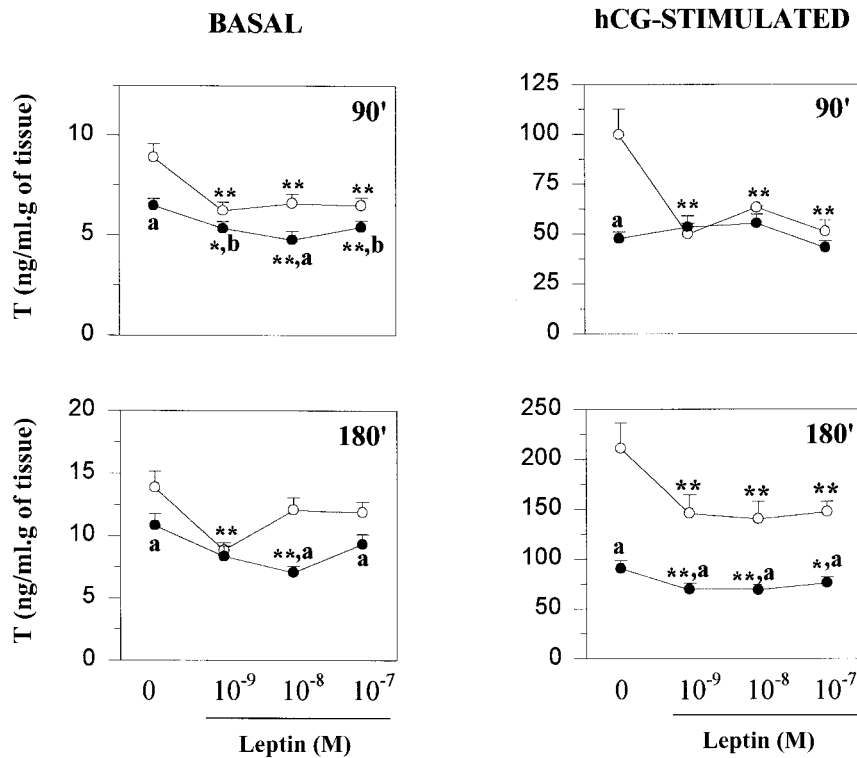 BASAL
hCG-STIMULATED
T (ng/ml.g of tissue)
10
5
0
90'
** ** **
a *,b **,a **,b
125
100
75
50
25
0
90'
** ** **
a
T (ng/ml.g of tissue)
20
15
10
5
0
180'
**
a **,a a
0 10⁻⁹ 10⁻⁸ 10⁻⁷
Leptin (M)
250
200
150
100
75
50
25
0
180'
** ** **
a **,a **,a *,a
0 10⁻⁹ 10⁻⁸ 10⁻⁷
Leptin (M)